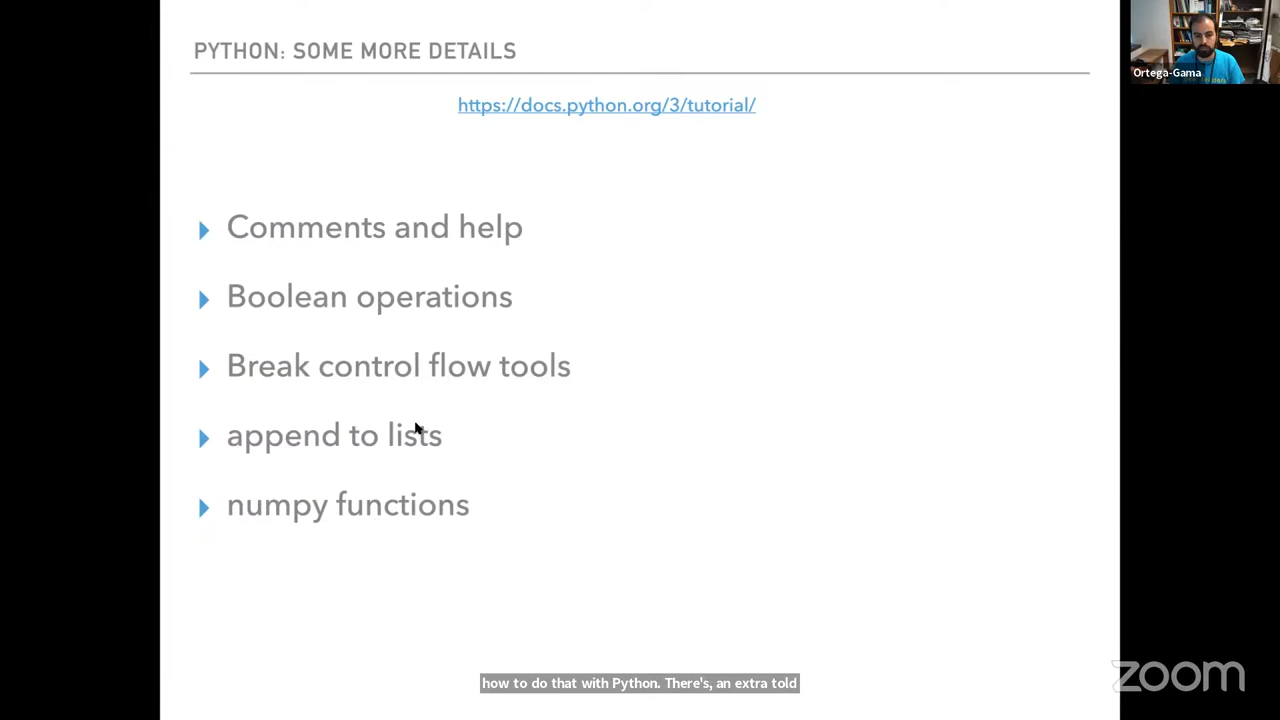 PYTHON: SOME MORE DETAILS
https://docs.python.org/3/tutorial/
Comments and help
Boolean operations
Break control flow tools
append to lists
numpy functions
how to do that with Python. There's, an extra told
Ortega-Gama
zoom